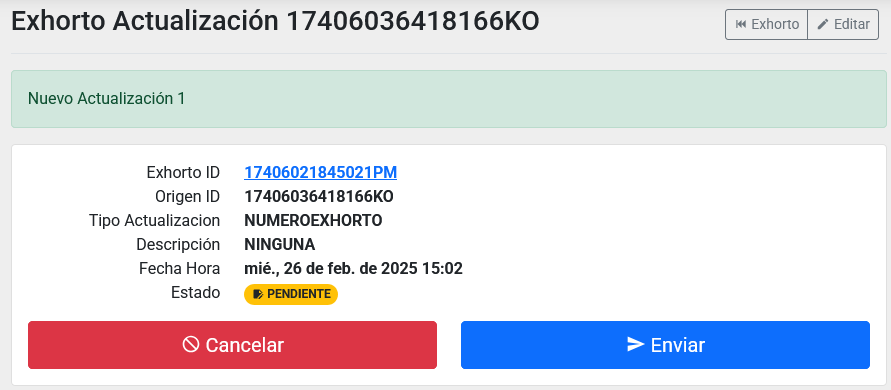 Exhorto Actualización 17406036418166KO
Exhorto
Editar
Nuevo Actualización 1
Exhorto ID 17406021845021PM
Origen ID 17406036418166KO
Tipo Actualizacion NUMEROEXHORTO
Descripción NINGUNA
Fecha Hora mié., 26 de feb. de 2025 15:02
Estado PENDIENTE
Cancelar
Enviar